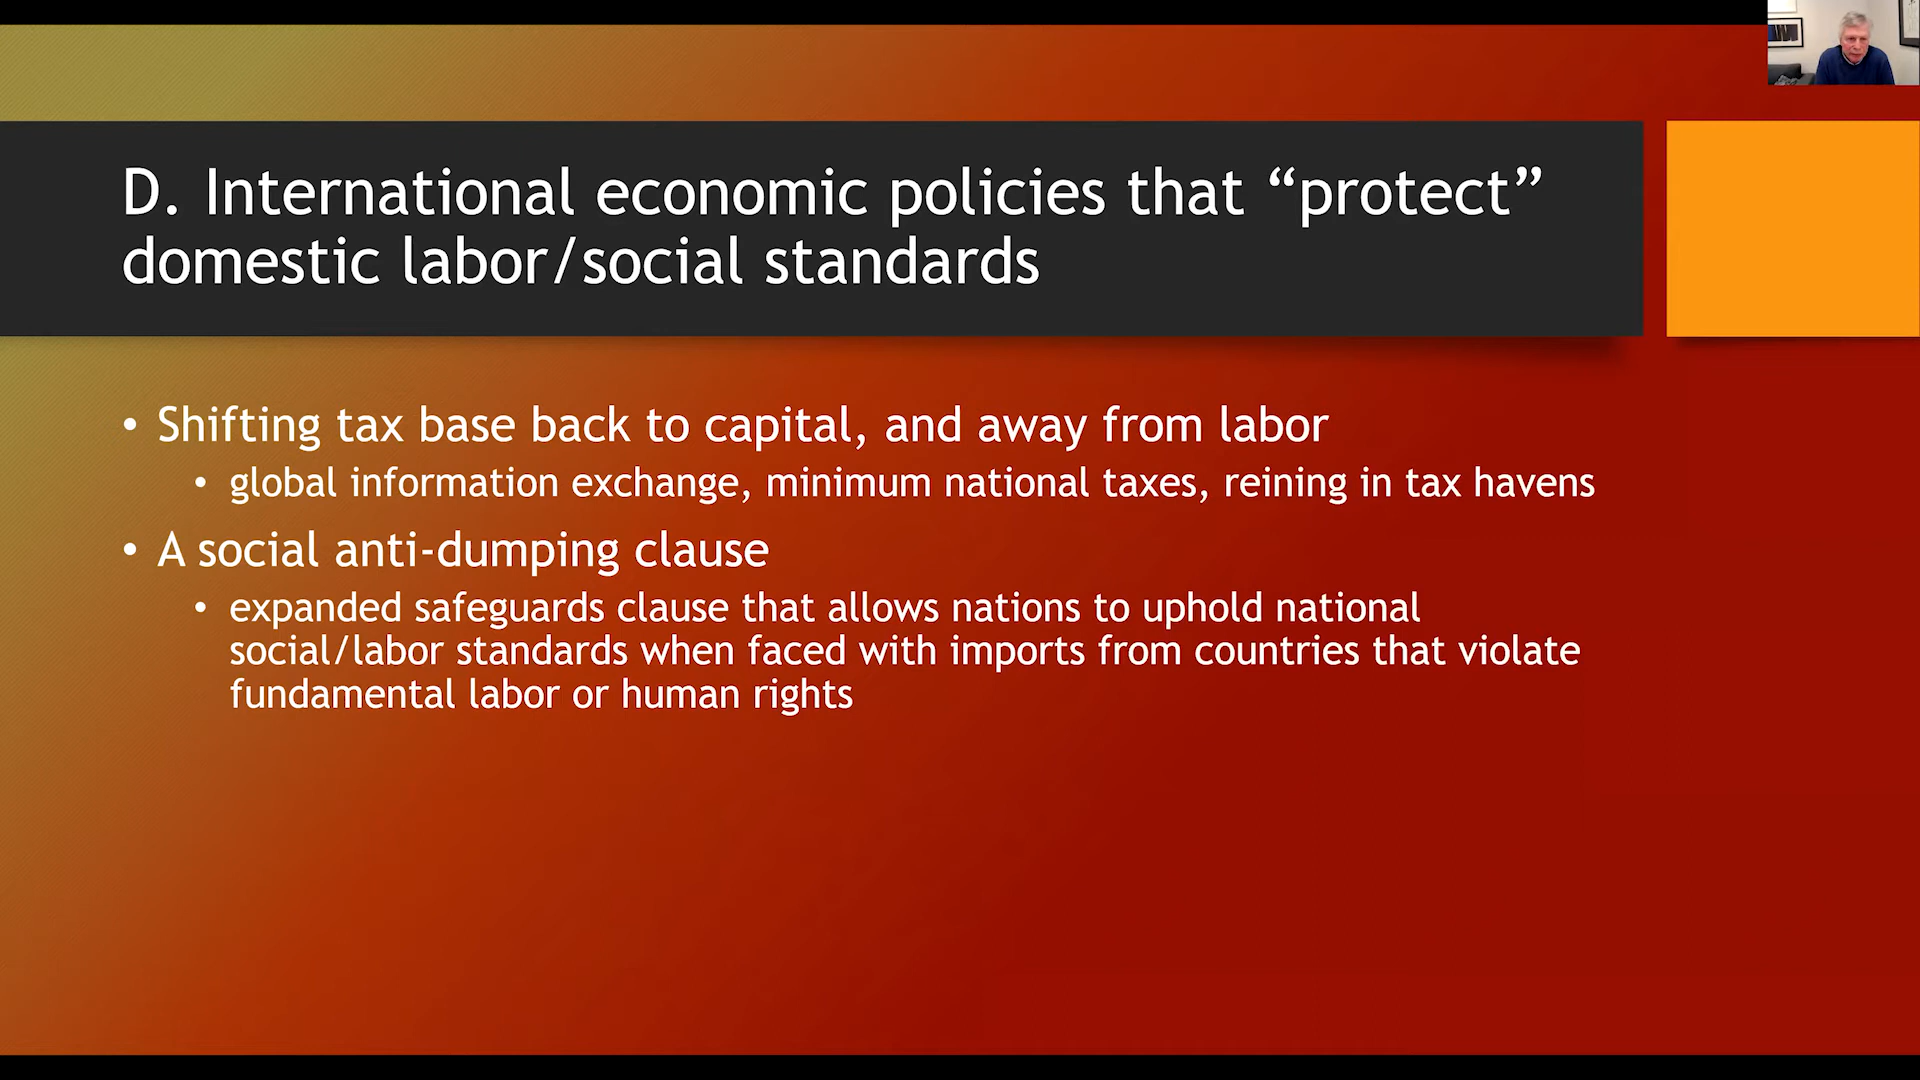 D. International economic policies that “protect”
domestic labor/social standards
• Shifting tax base back to capital, and away from labor
• global information exchange, minimum national taxes, reining in tax havens
• A social anti-dumping clause
• expanded safeguards clause that allows nations to uphold national
social/labor standards when faced with imports from countries that violate
fundamental labor or human rights